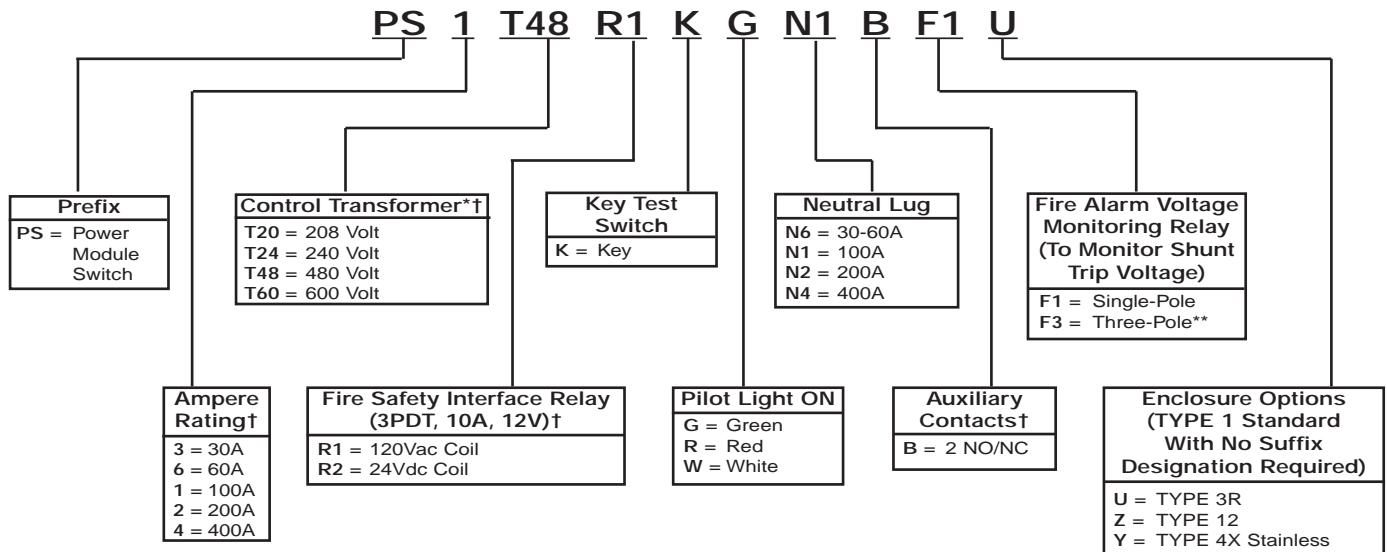 PS 1 T48 R1 K G N1 B F1 U
Prefix
PS = Power
Module
Switch
Control Transformer*†
T20 = 208 Volt
T24 = 240 Volt
T48 = 480 Volt
T60 = 600 Volt
Key Test
Switch
K = Key
Neutral Lug
N6 = 30-60A
N1 = 100A
N2 = 200A
N4 = 400A
Fire Alarm Voltage
Monitoring Relay
(To Monitor Shunt
Trip Voltage)
F1 = Single-Pole
F3 = Three-Pole**
Ampere
Rating†
3 = 30A
6 = 60A
1 = 100A
2 = 200A
4 = 400A
Fire Safety Interface Relay
(3PDT, 10A, 12V)†
R1 = 120Vac Coil
R2 = 24Vdc Coil
Pilot Light ON
G = Green
R = Red
W = White
Auxiliary
Contacts†
B = 2 NO/NC
Enclosure Options
(TYPE 1 Standard
With No Suffix
Designation Required)
U = TYPE 3R
Z = TYPE 12
Y = TYPE 4X Stainless